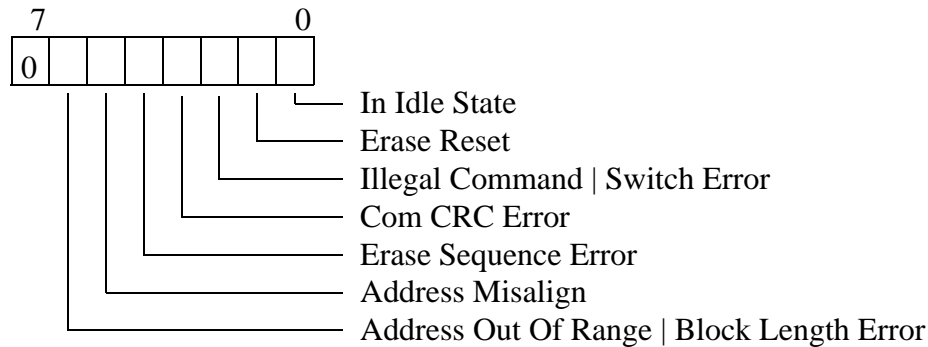 7 0
0
In Idle State
Erase Reset
Illegal Command | Switch Error
Com CRC Error
Erase Sequence Error
Address Misalign
Address Out Of Range | Block Length Error